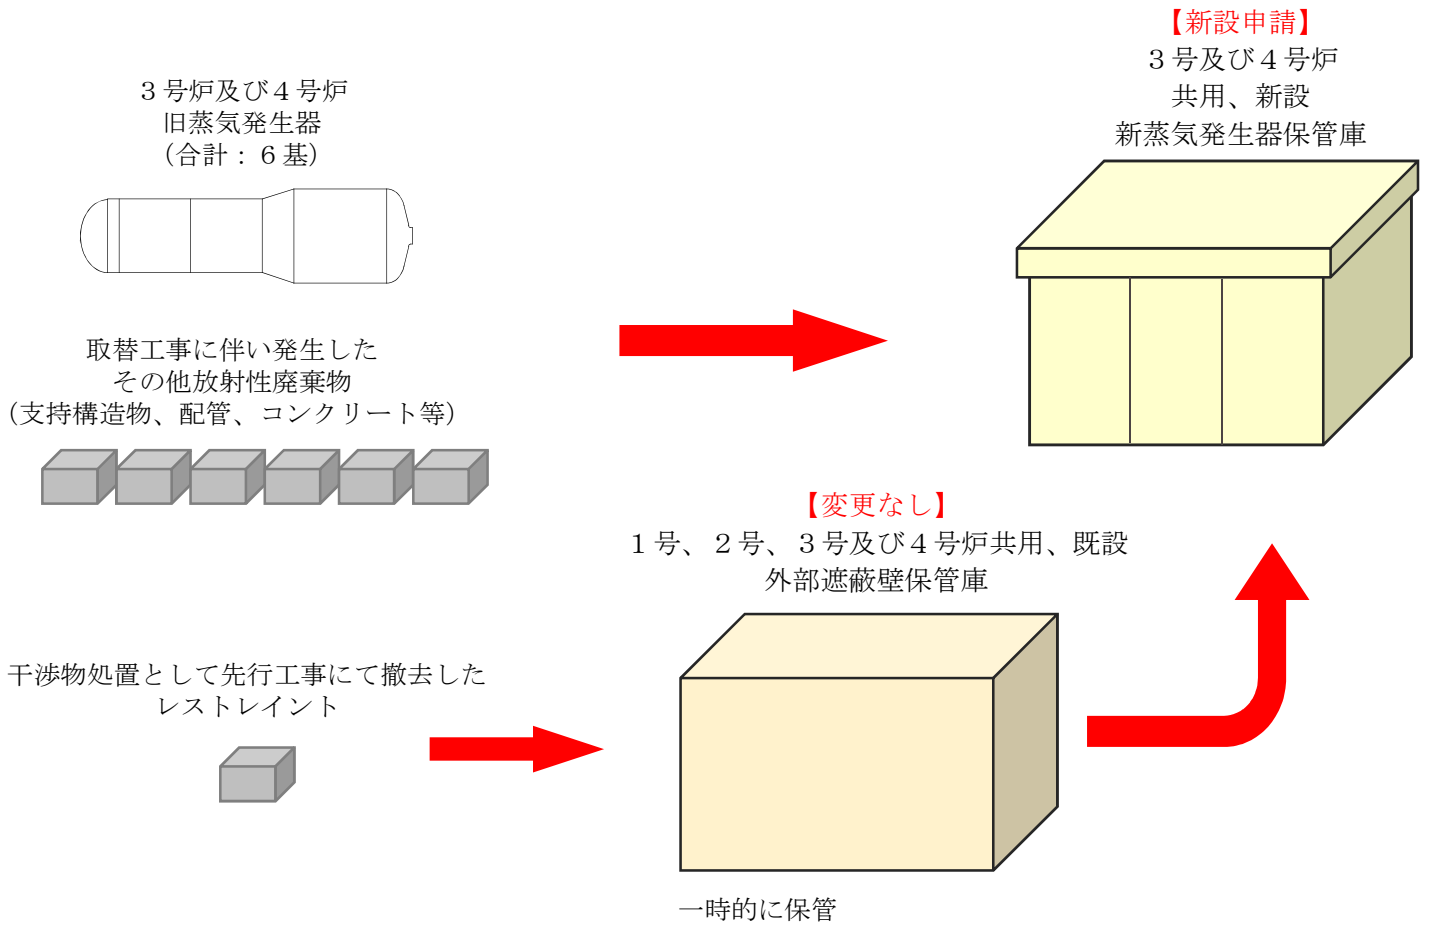 【新設申請】
３号及び４号炉
共用、新設
新蒸気発生器保管庫
３号炉及び４号炉
旧蒸気発生器
（合計：６基）
取替工事に伴い発生した
その他放射性廃棄物
（支持構造物、配管、コンクリート等）
【変更なし】
１号、２号、３号及び４号炉共用、既設
外部遮蔽壁保管庫
干渉物処置として先行工事にて撤去した
レストレイント
一時的に保管